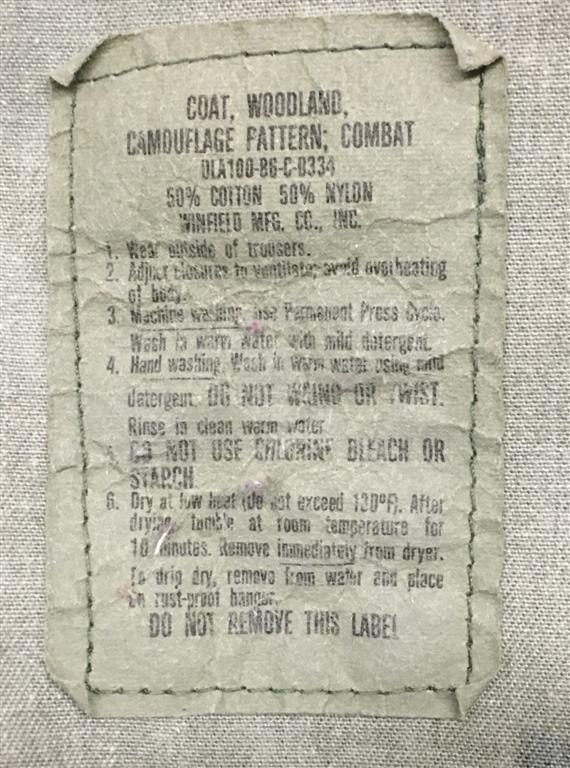 COAT, WOODLAND,
CAMOUFLAGE PATTERN; COMBAT
DLA100-86-C-0334
50% COTTON 50% NYLON
WINFIELD MFG. CO., INC.
1. Wear outside of trousers.
2. Adjust closures to ventilate; avoid overheating
of body.
3. Machine washing. Use Permanent Press Cycle.
Wash in warm water with mild detergent.
4. Hand washing. Wash in warm water using mild
detergent. DO NOT WRING OR TWIST.
Rinse in clean warm water.
5. DO NOT USE CHLORINE BLEACH OR
STARCH.
6. Dry at low heat (do not exceed 130°F). After
drying, tumble at room temperature for
10 minutes. Remove immediately from dryer.
To drip dry, remove from water and place
on rust-proof hanger.
DO NOT REMOVE THIS LABEL